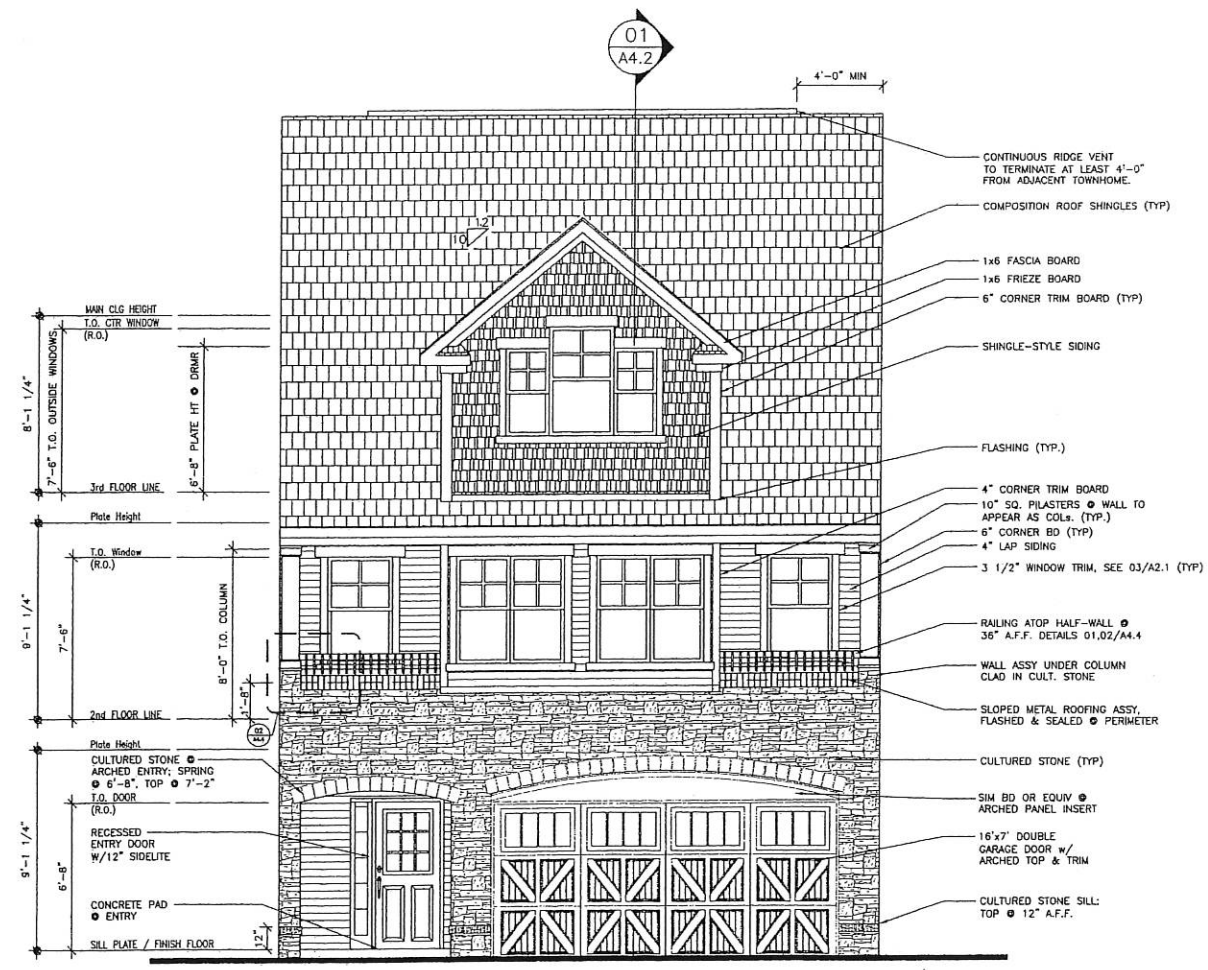 01
A4.2
4'-0" MIN
CONTINUOUS RIDGE VENT
TO TERMINATE AT LEAST 4'-0"
FROM ADJACENT TOWNHOME.
COMPOSITION ROOF SHINGLES (TYP)
12
10
1x6 FASCIA BOARD
1x6 FRIEZE BOARD
6" CORNER TRIM BOARD (TYP)
SHINGLE-STYLE SIDING
FLASHING (TYP.)
4" CORNER TRIM BOARD
10" SQ. PILASTERS @ WALL TO
APPEAR AS COLs. (TYP.)
6" CORNER BD (TYP)
4" LAP SIDING
3 1/2" WINDOW TRIM, SEE 03/A2.1 (TYP)
RAILING ATOP HALF-WALL @
36" A.F.F. DETAILS 01,02/A4.4
WALL ASSY UNDER COLUMN
CLAD IN CULT. STONE
SLOPED METAL ROOFING ASSY,
FLASHED & SEALED @ PERIMETER
CULTURED STONE (TYP)
SIM BD OR EQUIV @
ARCHED PANEL INSERT
16'x7' DOUBLE
GARAGE DOOR w/
ARCHED TOP & TRIM
CULTURED STONE SILL:
TOP @ 12" A.F.F.
MAIN CLG HEIGHT
T.O. CTR WINDOW
(R.O.)
8'-1 1/4"
7'-6" T.O. OUTSIDE WINDOWS
6'-8" PLATE HT @ DRMR
3rd FLOOR LINE
Plate Height
T.O. Window
(R.O.)
9'-1 1/4"
7'-6"
8'-0" T.O. COLUMN
1'-8"
2nd FLOOR LINE
02
A4.4
Plate Height
CULTURED STONE @
ARCHED ENTRY; SPRING
@ 6'-8", TOP @ 7'-2"
T.O. DOOR
(R.O.)
RECESSED
ENTRY DOOR
W/12" SIDELITE
9'-1 1/4"
6'-8"
CONCRETE PAD
@ ENTRY
12"
SILL PLATE / FINISH FLOOR